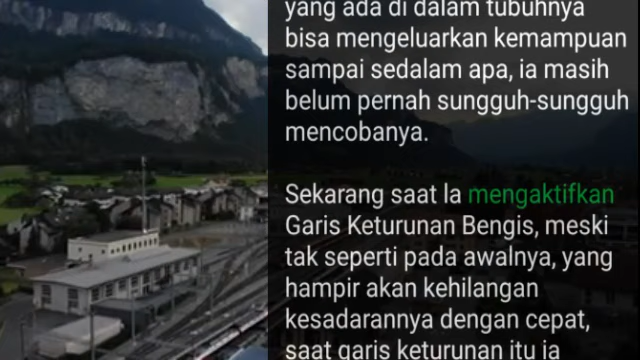 yang ada di dalam tubuhnya
bisa mengeluarkan kemampuan
sampai sedalam apa, ia masih
belum pernah sungguh-sungguh
mencobanya.
Sekarang saat Ia mengaktifkan
Garis Keturunan Bengis, meski
tak seperti pada awalnya, yang
hampir akan kehilangan
kesadarannya dengan cepat,
saat garis keturunan itu ia